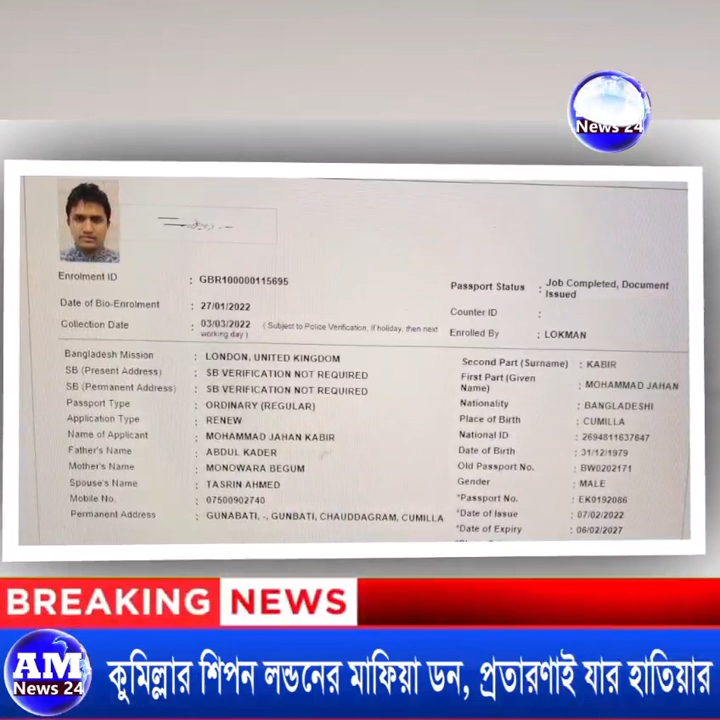 News 24
Enrolment ID : GBR100000115695
Date of Bio-Enrolment : 27/01/2022
Collection Date : 03/03/2022 ( Subject to Police Verification, if holiday, then next
working day )
Passport Status : Job Completed, Document
Issued
Counter ID :
Enrolled By : LOKMAN
Bangladesh Mission : LONDON, UNITED KINGDOM
SB (Present Address) : SB VERIFICATION NOT REQUIRED
SB (Permanent Address) : SB VERIFICATION NOT REQUIRED
Passport Type : ORDINARY (REGULAR)
Application Type : RENEW
Name of Applicant : MOHAMMAD JAHAN KABIR
Father's Name : ABDUL KADER
Mother's Name : MONOWARA BEGUM
Spouse's Name : TASRIN AHMED
Mobile No. : 07500902740
Permanent Address : GUNABATI, -, GUNBATI, CHAUDDAGRAM, CUMILLA
Second Part (Surname) : KABIR
First Part (Given
Name) : MOHAMMAD JAHAN
Nationality : BANGLADESHI
Place of Birth : CUMILLA
National ID : 2694811637847
Date of Birth : 31/12/1979
Old Passport No. : BW0202171
Gender : MALE
*Passport No. : EK0192086
*Date of Issue : 07/02/2022
*Date of Expiry : 06/02/2027
BREAKING NEWS
AM
News 24
কুমিল্লার শিপন লন্ডনের মাফিয়া ডন, প্রতারণাই যার হাতিয়ার